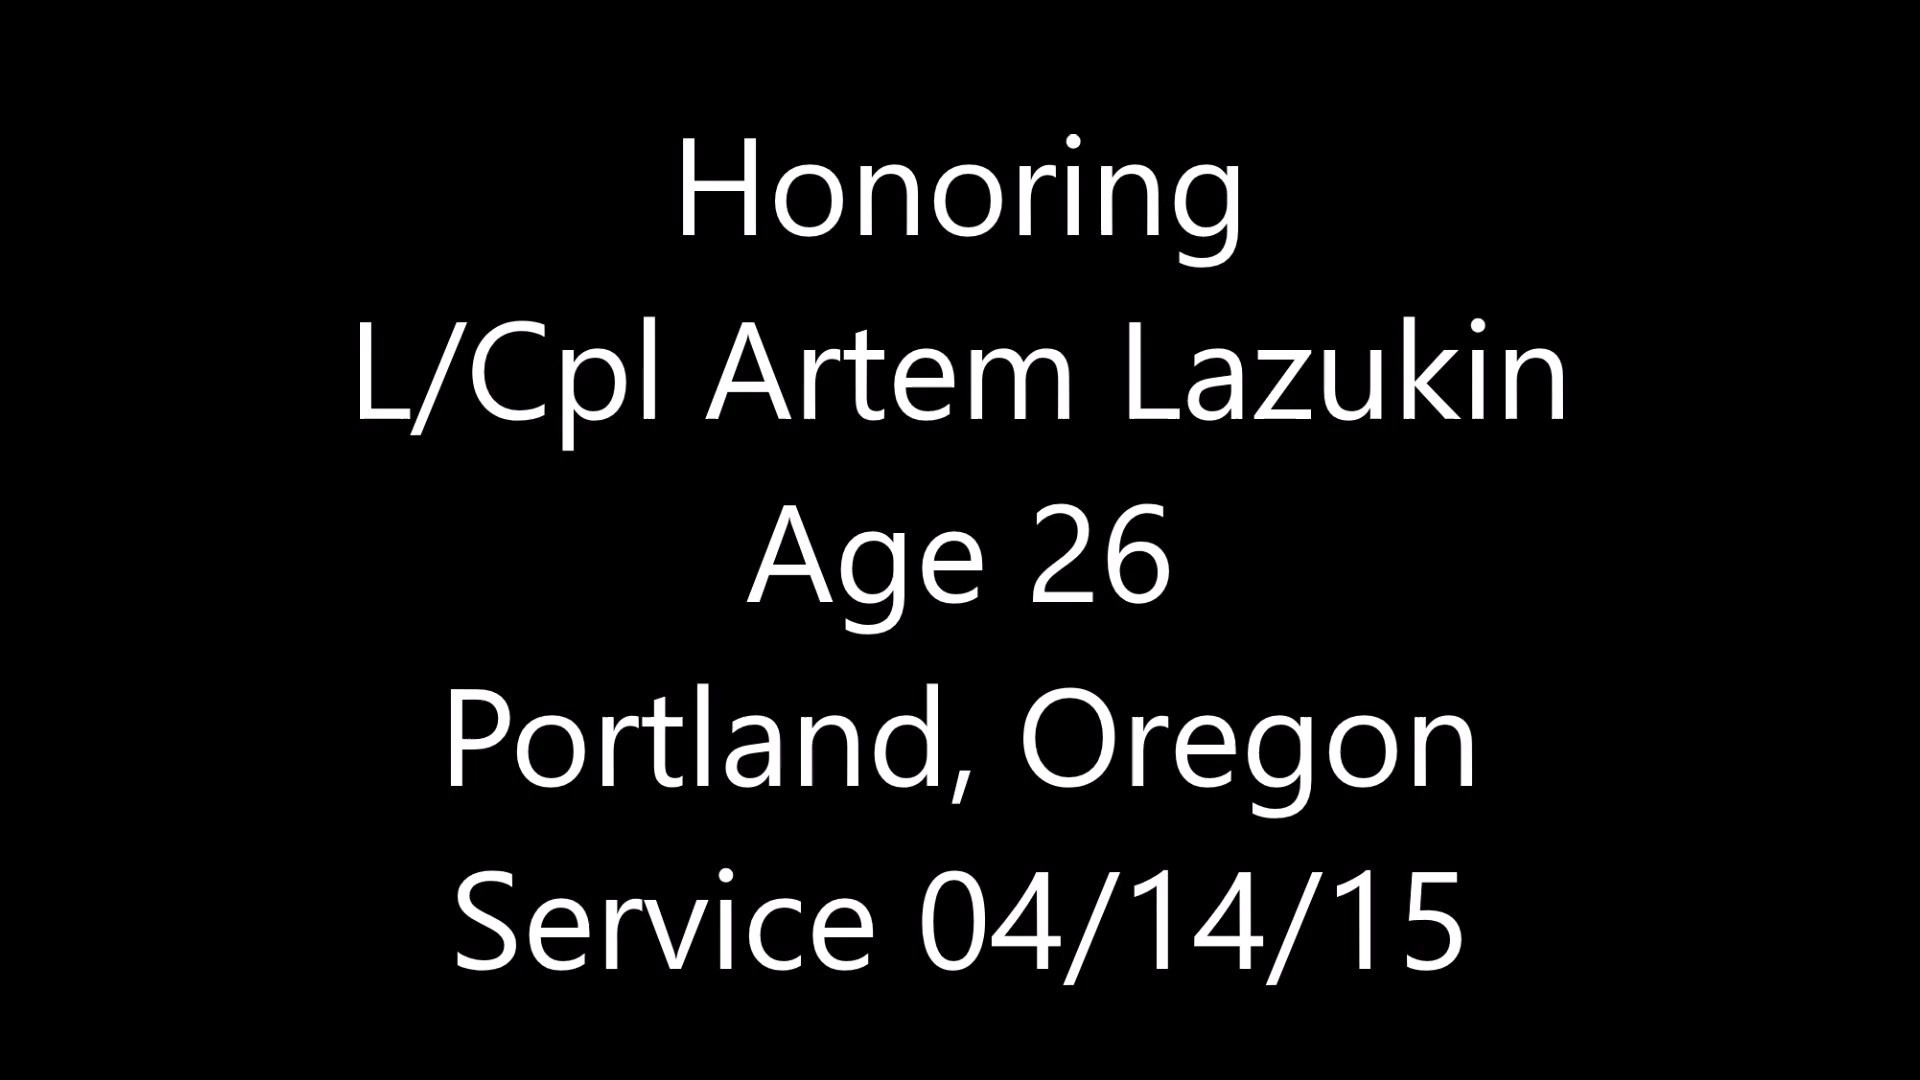 Honoring
L/Cpl Artem Lazukin
Age 26
Portland, Oregon
Service 04/14/15